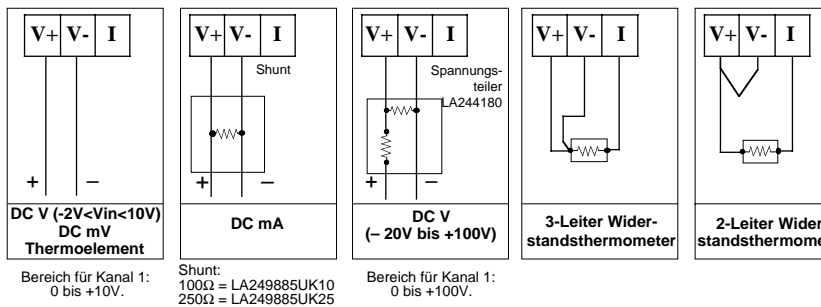 V+ V- I
+ –
DC V (-2V<Vin<10V)
DC mV
Thermoelement
Bereich für Kanal 1:
0 bis +10V.
V+ V- I
Shunt
+ –
DC mA
Shunt:
100Ω = LA249885UK10
250Ω = LA249885UK25
V+ V- I
Spannungs-
teiler
LA244180
+ –
DC V
(– 20V bis +100V)
Bereich für Kanal 1:
0 bis +100V.
V+ V- I
3-Leiter Wider-
standsthermometer
V+ V- I
2-Leiter Wider
standsthermome